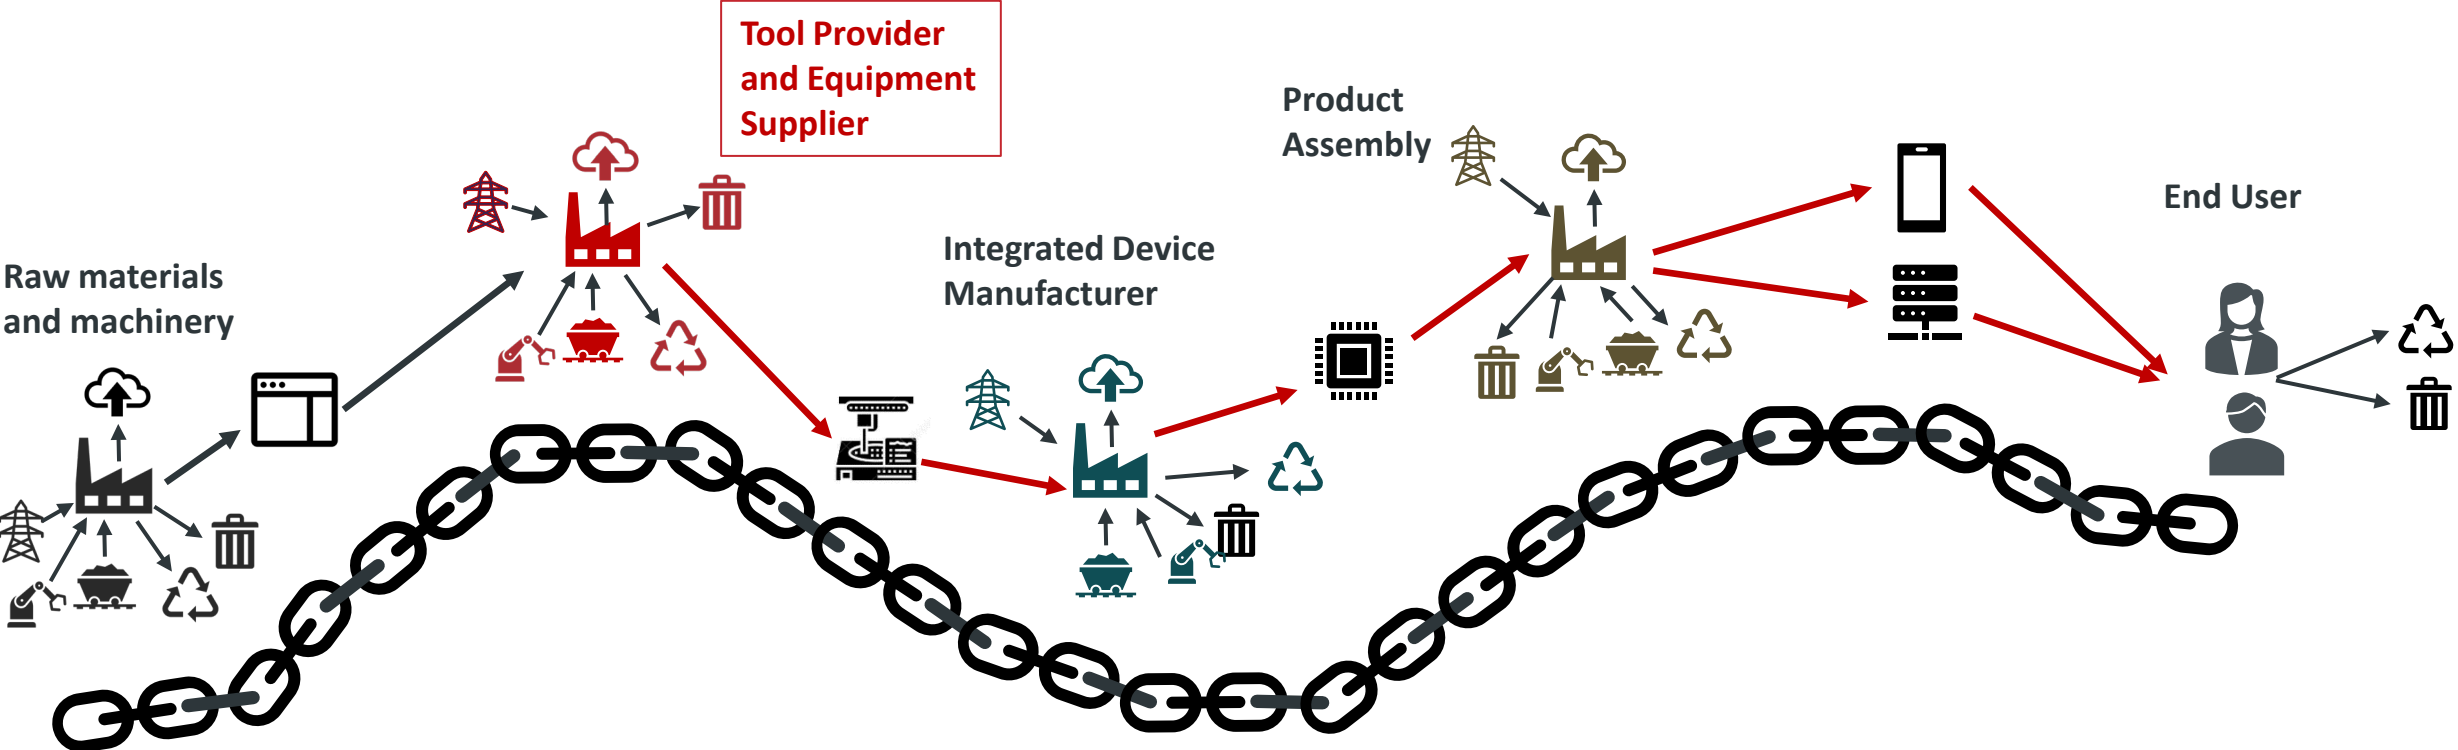 Tool Provider
and Equipment
Supplier
Product
Assembly
End User
Integrated Device
Manufacturer
Raw materials
and machinery